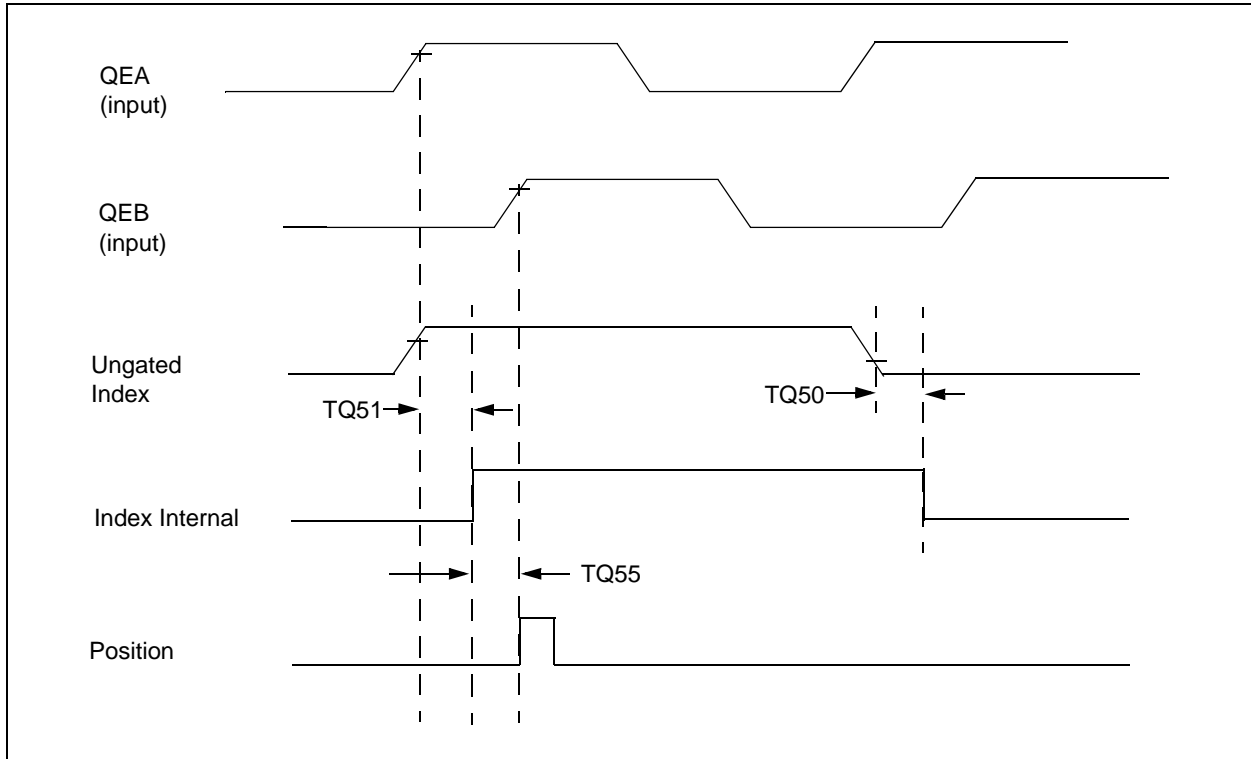 QEA
(input)
QEB
(input)
Ungated
Index
TQ51
TQ50
Index Internal
TQ55
Position